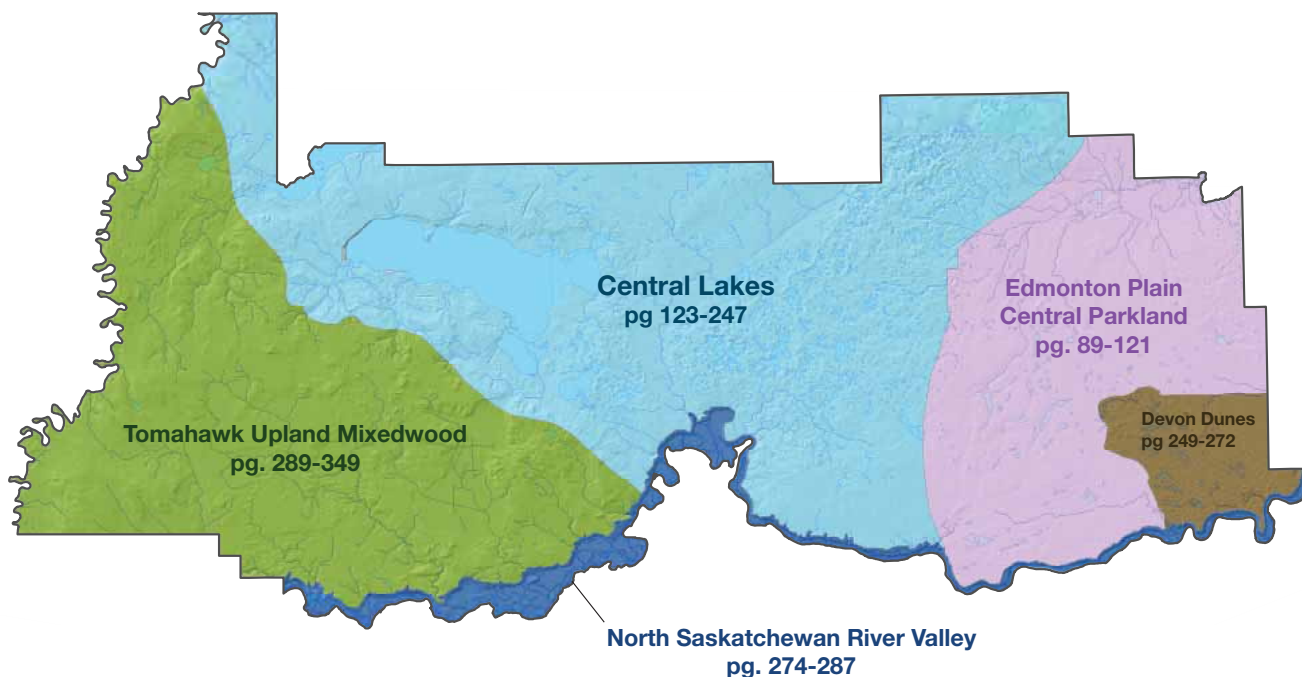 Central Lakes
pg 123-247
Edmonton Plain
Central Parkland
pg. 89-121
Devon Dunes
pg 249-272
Tomahawk Upland Mixedwood
pg. 289-349
North Saskatchewan River Valley
pg. 274-287